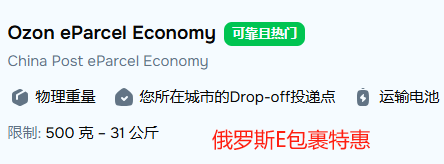 Ozon eParcel Economy 可靠且热门
China Post eParcel Economy
物理重量 您所在城市的Drop-off投递点 运输电池
限制: 500 克 – 31 公斤 俄罗斯E包裹特惠